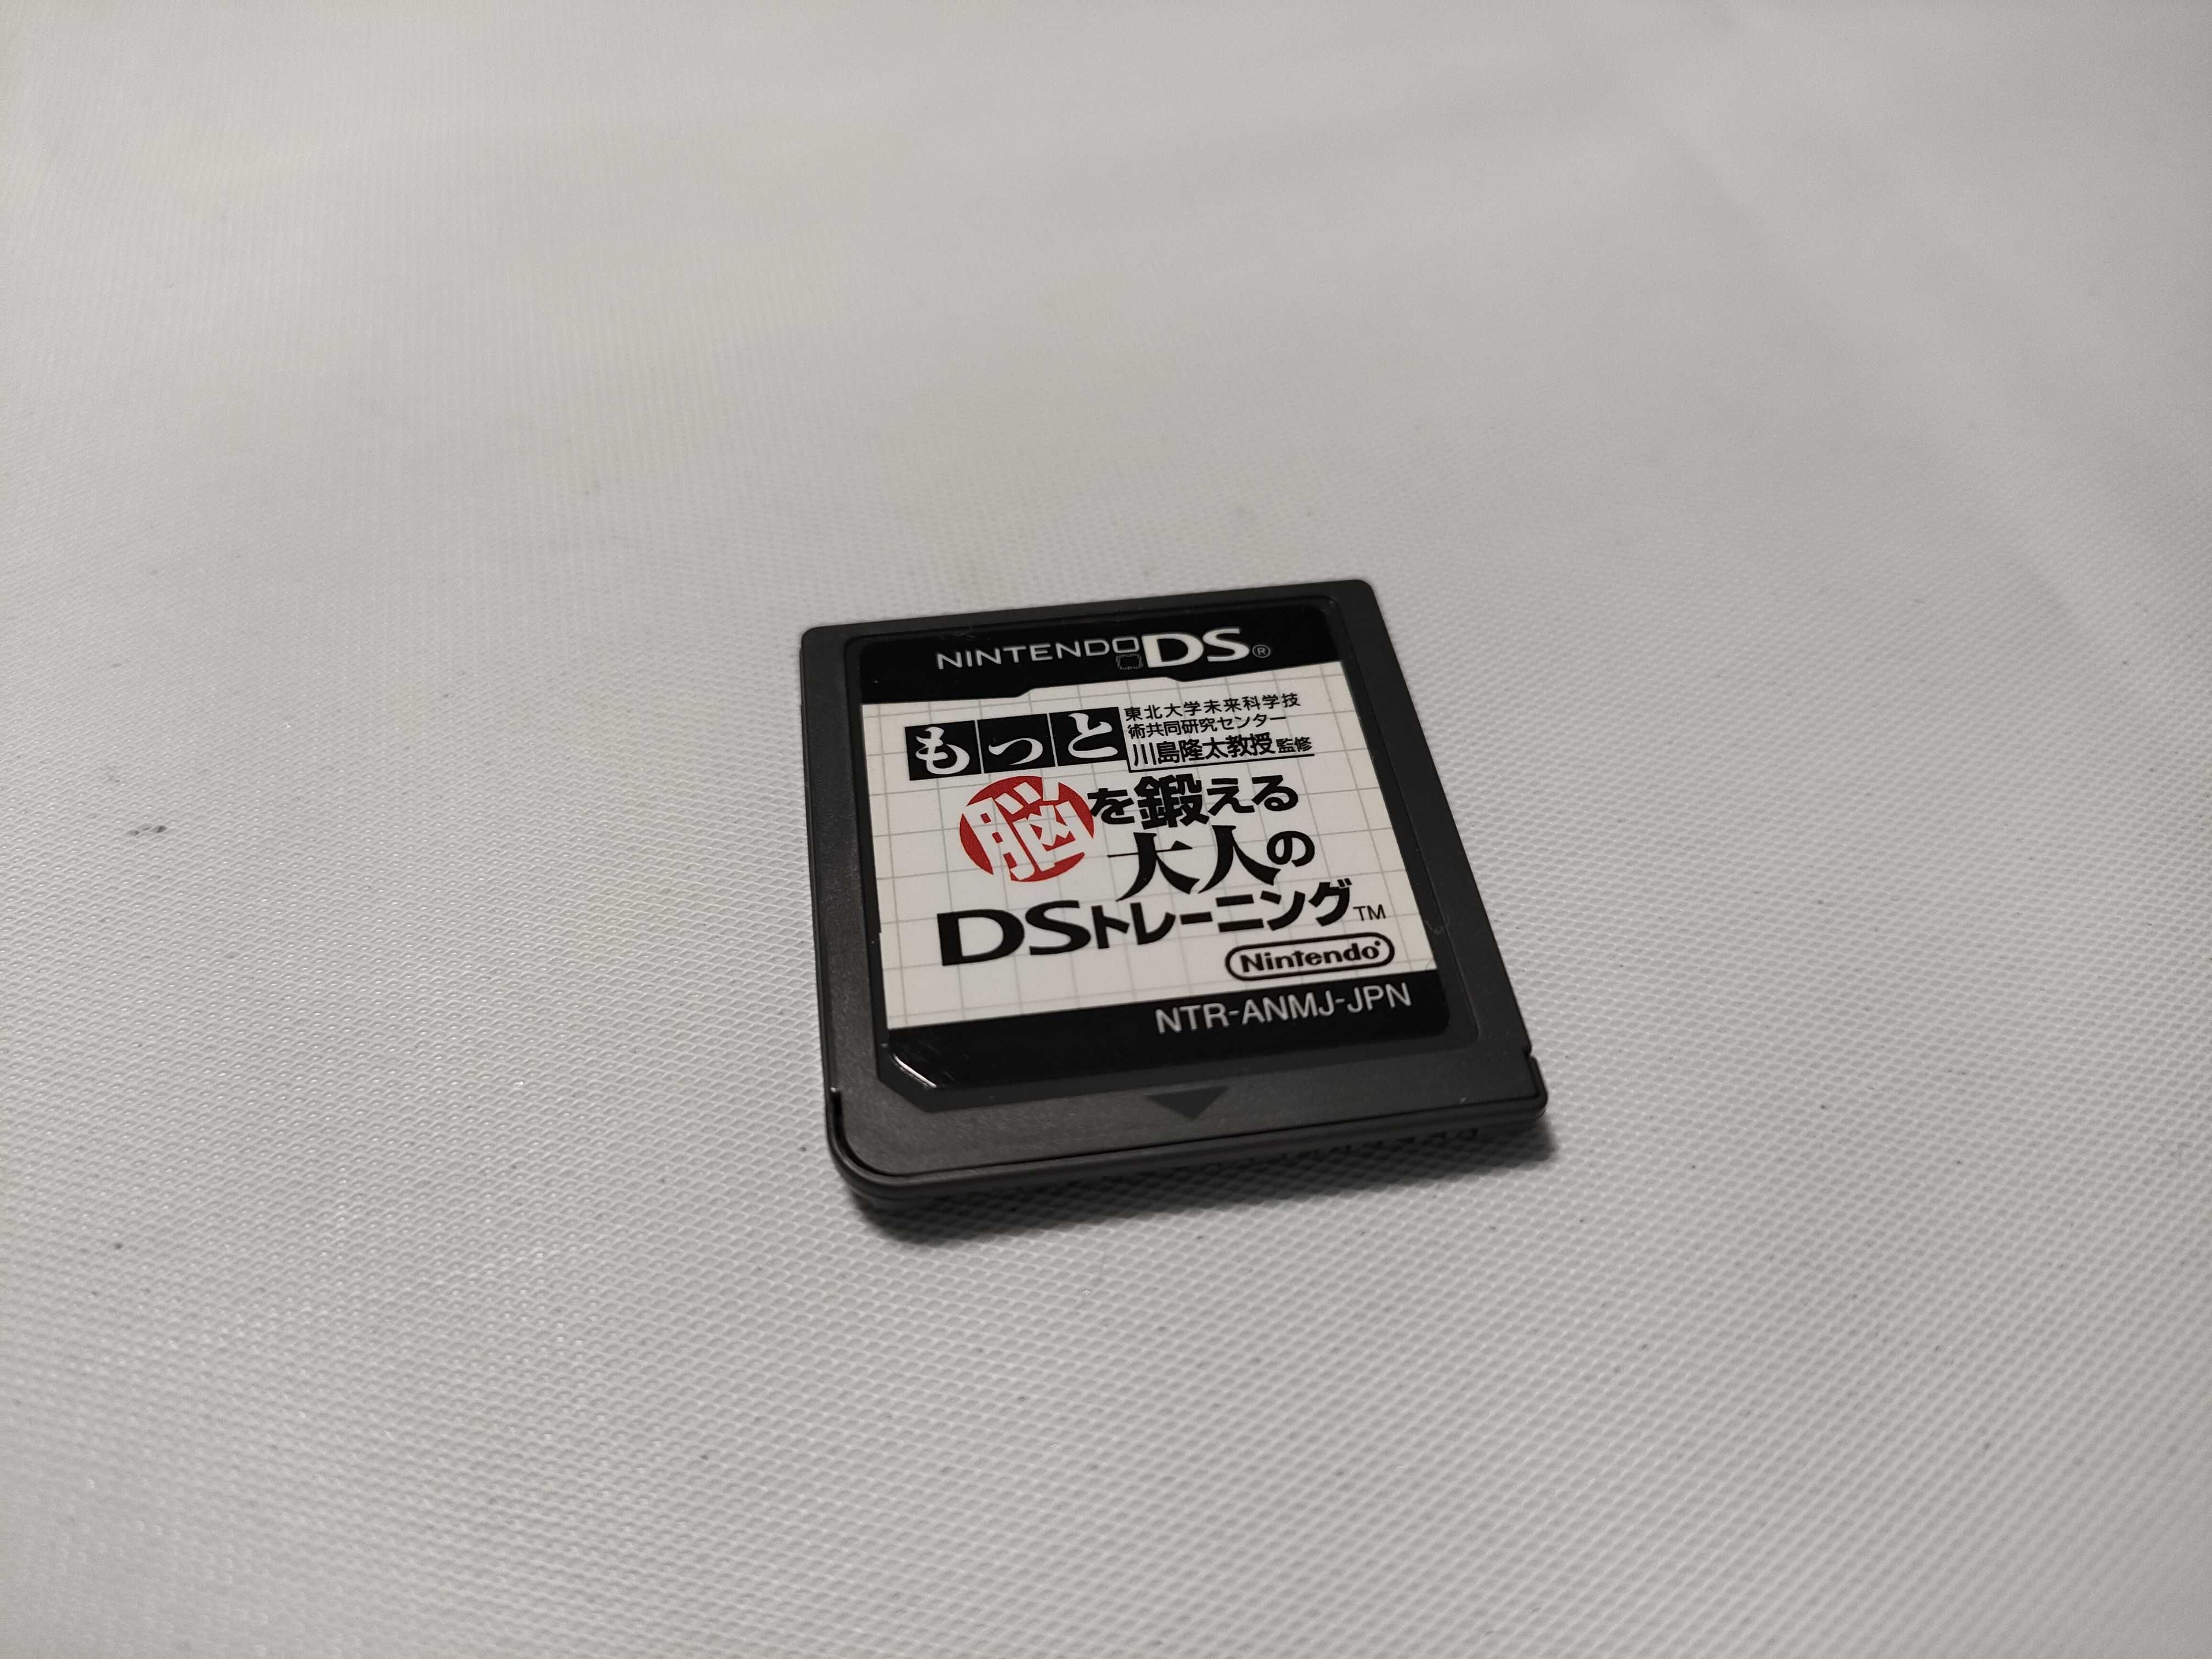 NINTENDO DS®
もっと
東北大学未来科学技
術共同研究センター
川島隆太教授 監修
脳を鍛える
大人の
DSトレーニング™
Nintendo®
NTR-ANMJ-JPN